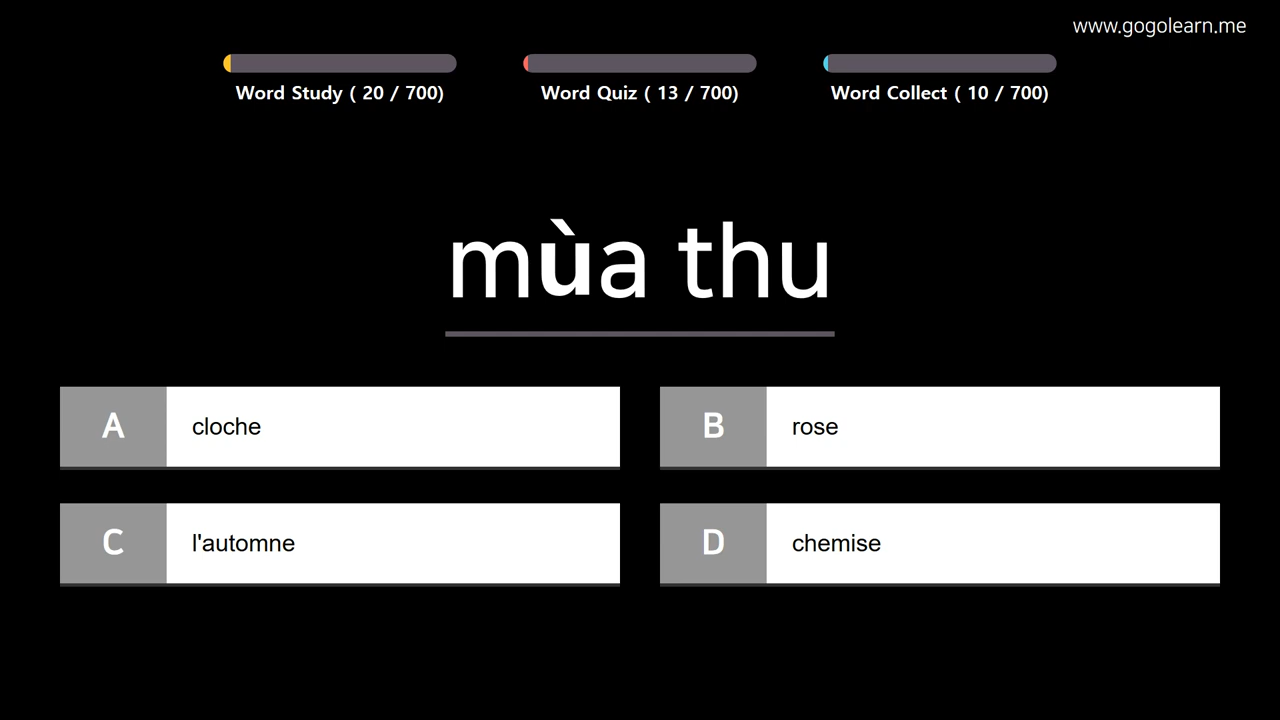 www.gogolearn.me
Word Study ( 20 / 700)
Word Quiz ( 13 / 700)
Word Collect ( 10 / 700)
mùa thu
A cloche
B rose
C l'automne
D chemise